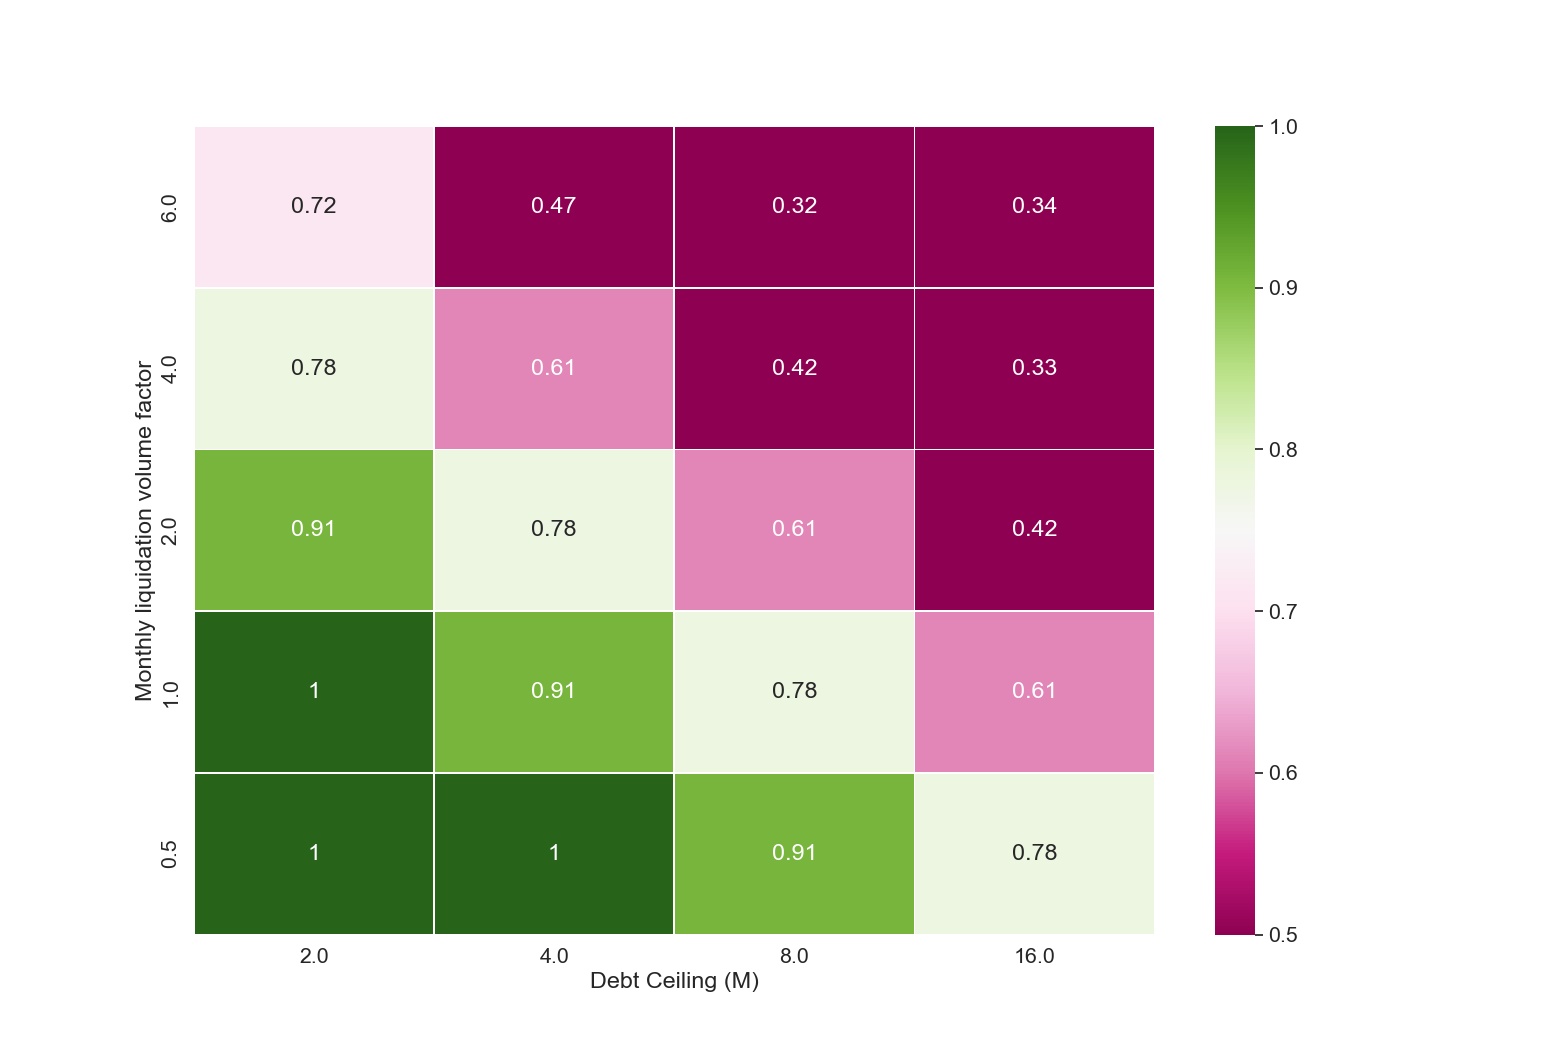 1.0
6.0 0.72 0.47 0.32 0.34
0.9
4.0 0.78 0.61 0.42 0.33
0.8
Monthly liquidation volume factor
2.0 0.91 0.78 0.61 0.42
0.7
1.0 1 0.91 0.78 0.61
0.6
0.5 1 1 0.91 0.78
0.5
2.0 4.0 8.0 16.0
Debt Ceiling (M)